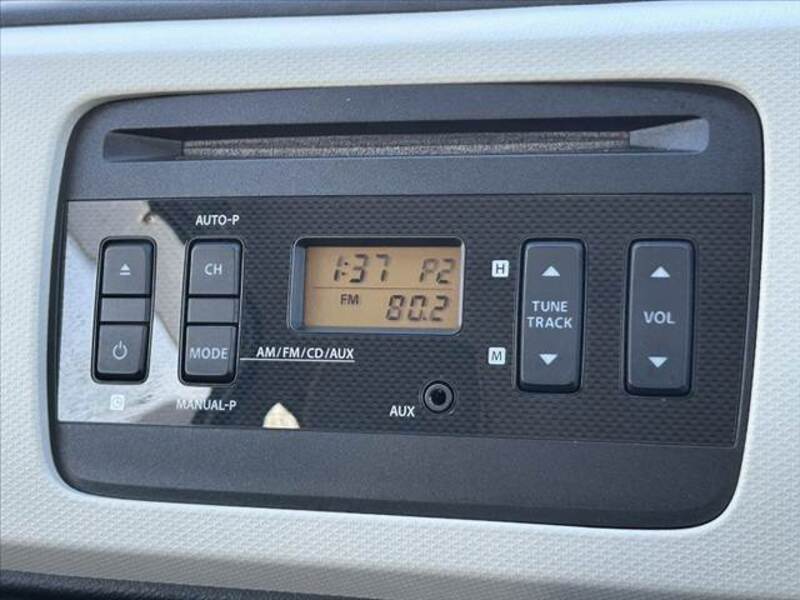 AUTO-P
CH
MODE
AM/FM/CD/AUX
MANUAL-P
1:37 P2
FM 80.2
AUX
H
M
TUNE
TRACK
VOL